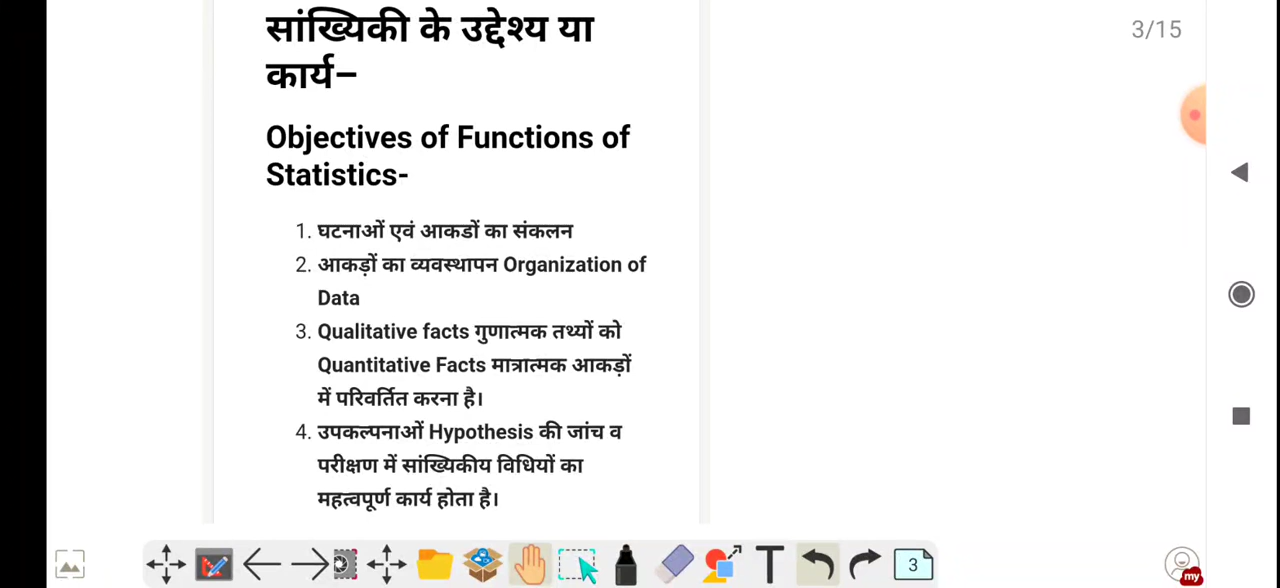 सांख्यिकी के उद्देश्य या
कार्य–
3/15
Objectives of Functions of
Statistics-
1. घटनाओं एवं आकडों का संकलन
2. आकड़ों का व्यवस्थापन Organization of
Data
3. Qualitative facts गुणात्मक तथ्यों को
Quantitative Facts मात्रात्मक आकड़ों
में परिवर्तित करना है।
4. उपकल्पनाओं Hypothesis की जांच व
परीक्षण में सांख्यिकीय विधियों का
महत्वपूर्ण कार्य होता है।
T
3
my